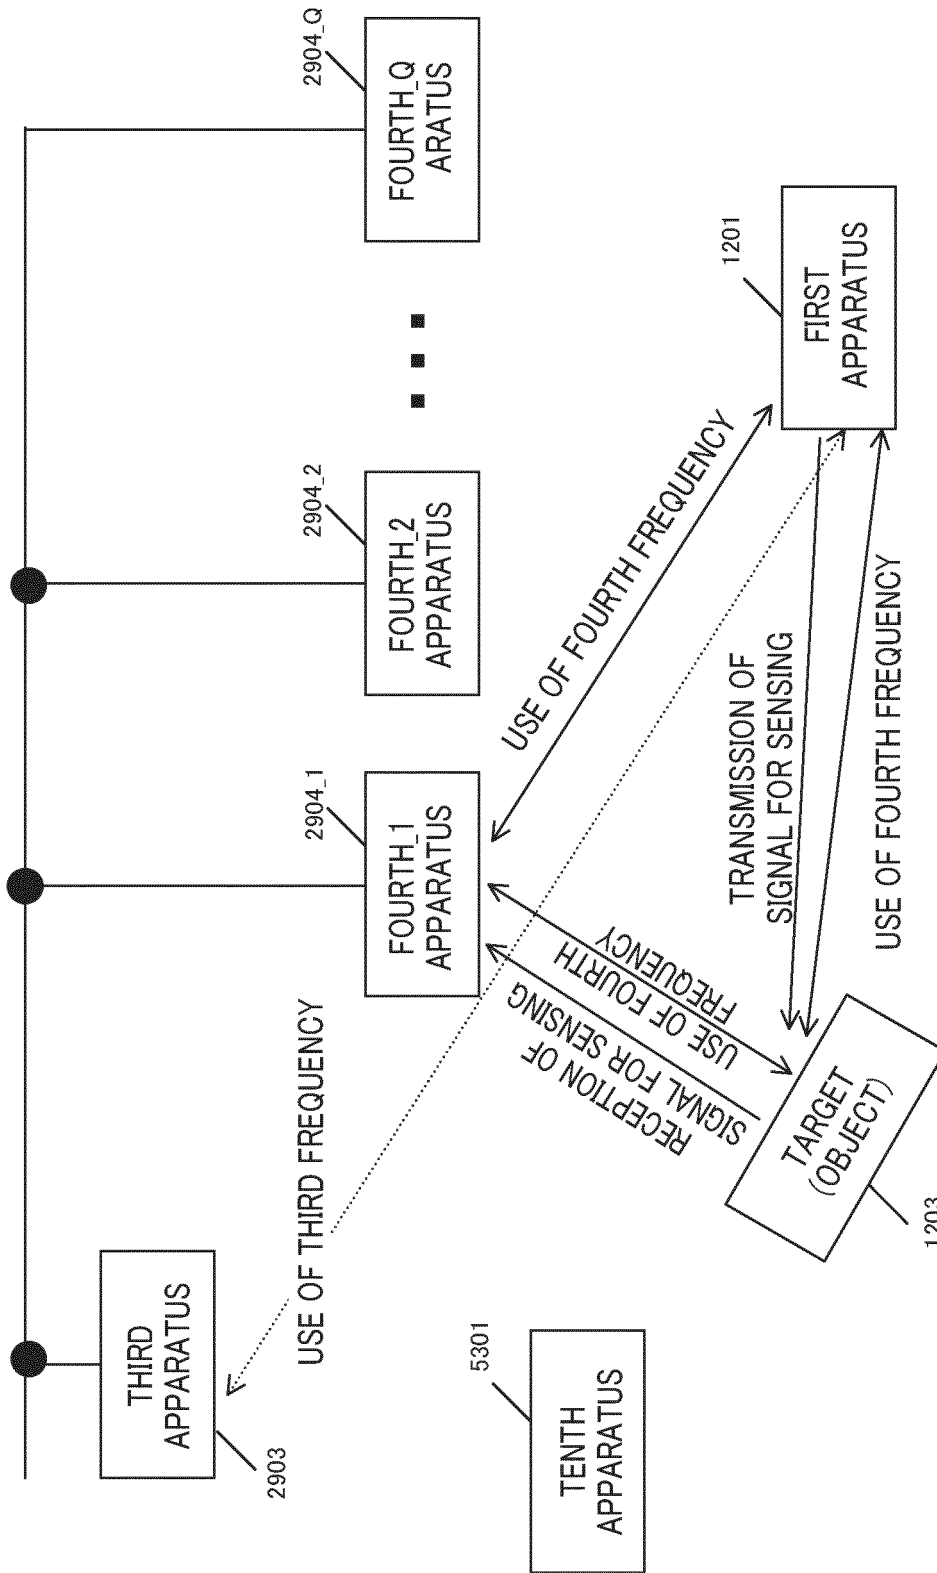 THIRD
APPARATUS
2903
FOURTH_1
APPARATUS
2904_1
FOURTH_2
APPARATUS
2904_2
FOURTH_Q
ARATUS
2904_Q
USE OF THIRD FREQUENCY
USE OF FOURTH FREQUENCY
RECEPTION OF
SIGNAL FOR SENSING
USE OF FOURTH
FREQUENCY
TENTH
APPARATUS
5301
TARGET
(OBJECT)
1203
TRANSMISSION OF
SIGNAL FOR SENSING
USE OF FOURTH FREQUENCY
FIRST
APPARATUS
1201